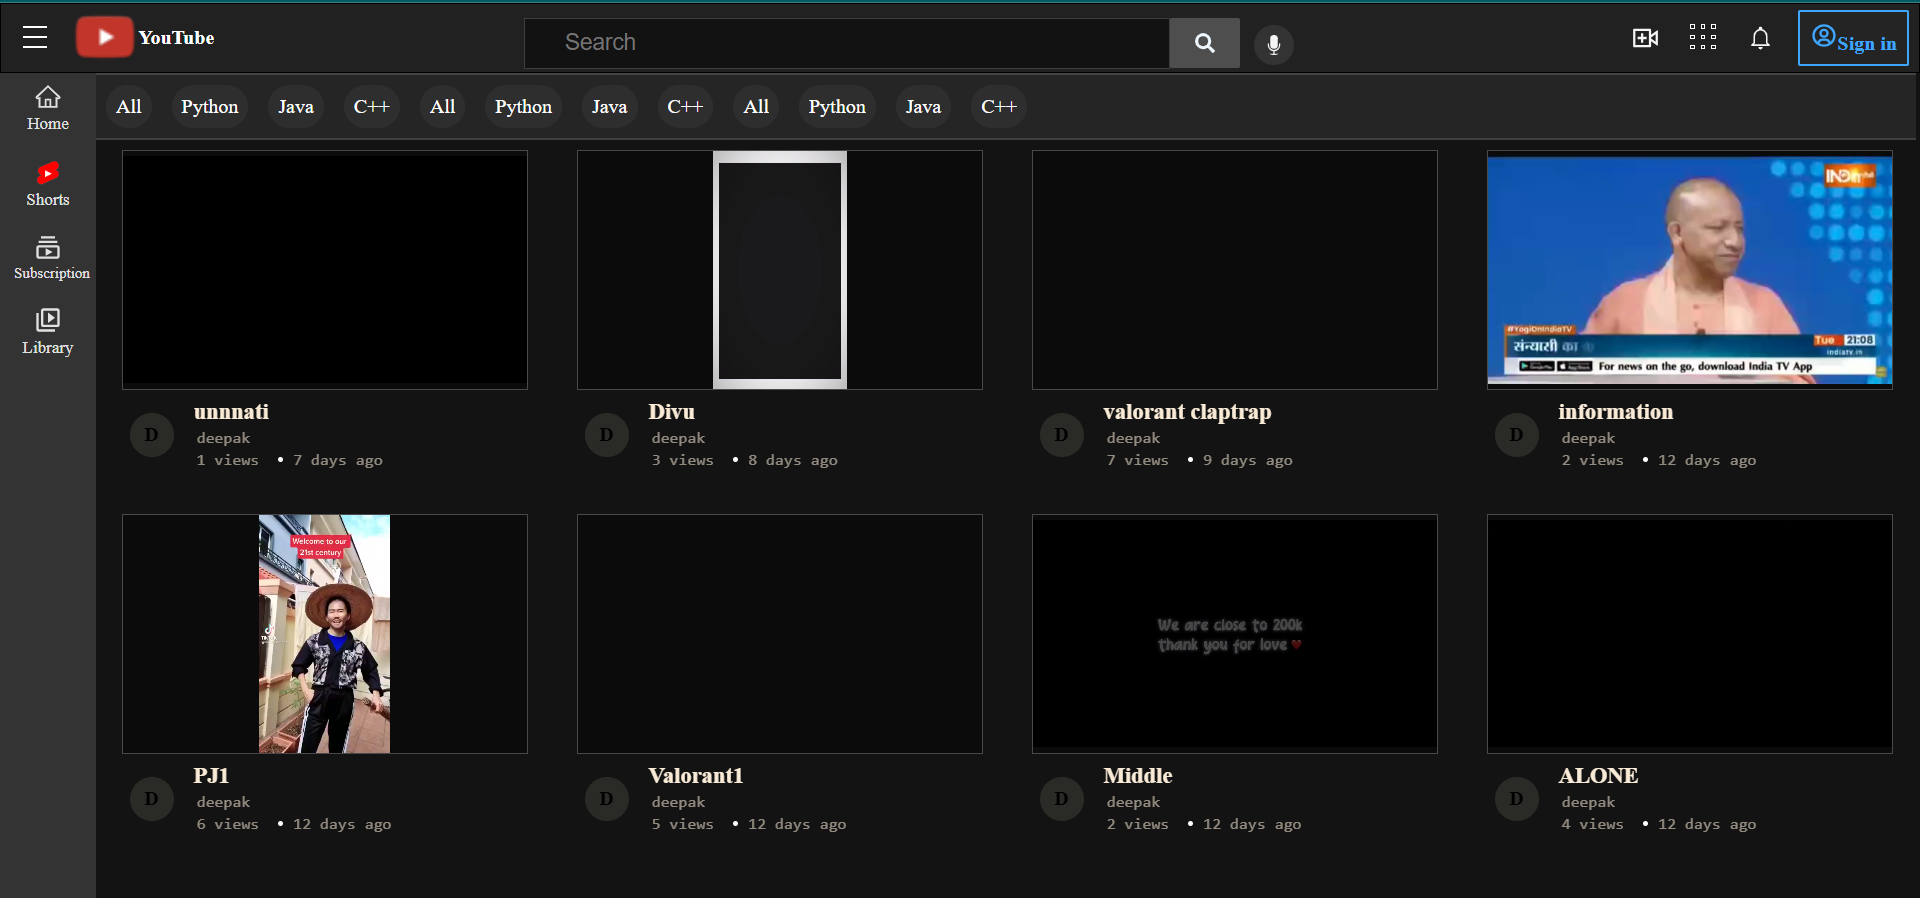 YouTube
Search
Sign in
Home
Shorts
Subscription
Library
All Python Java C++ All Python Java C++ All Python Java C++
#YogiOnIndiaTV
संन्यासी का
Tue 21:08
indiatv.in
For news on the go, download India TV App
D
unnnati
deepak
1 views • 7 days ago
D
Divu
deepak
3 views • 8 days ago
D
valorant claptrap
deepak
7 views • 9 days ago
D
information
deepak
2 views • 12 days ago
Welcome to our
21st century
We are close to 200k
thank you for love ♥
D
PJ1
deepak
6 views • 12 days ago
D
Valorant1
deepak
5 views • 12 days ago
D
Middle
deepak
2 views • 12 days ago
D
ALONE
deepak
4 views • 12 days ago